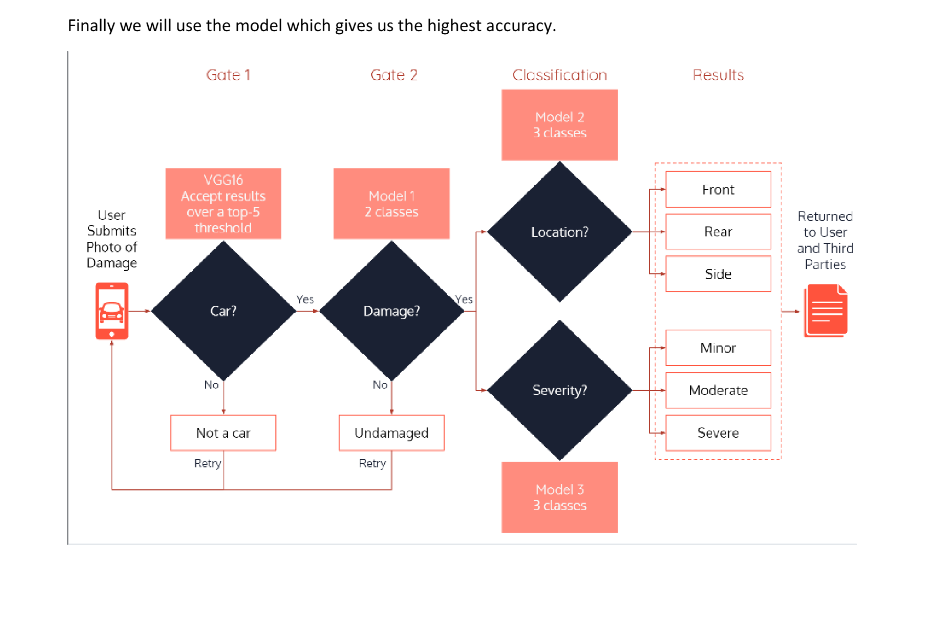 Finally we will use the model which gives us the highest accuracy.
Gate 1
Gate 2
Classification
Results
Model 2
3 classes
VGG16
Accept results
over a top-5
threshold
Model 1
2 classes
User
Submits
Photo of
Damage
Car?
Yes
Damage?
Yes
Location?
Front
Rear
Side
Returned
to User
and Third
Parties
No
No
Severity?
Minor
Moderate
Severe
Not a car
Undamaged
Retry
Retry
Model 3
3 classes